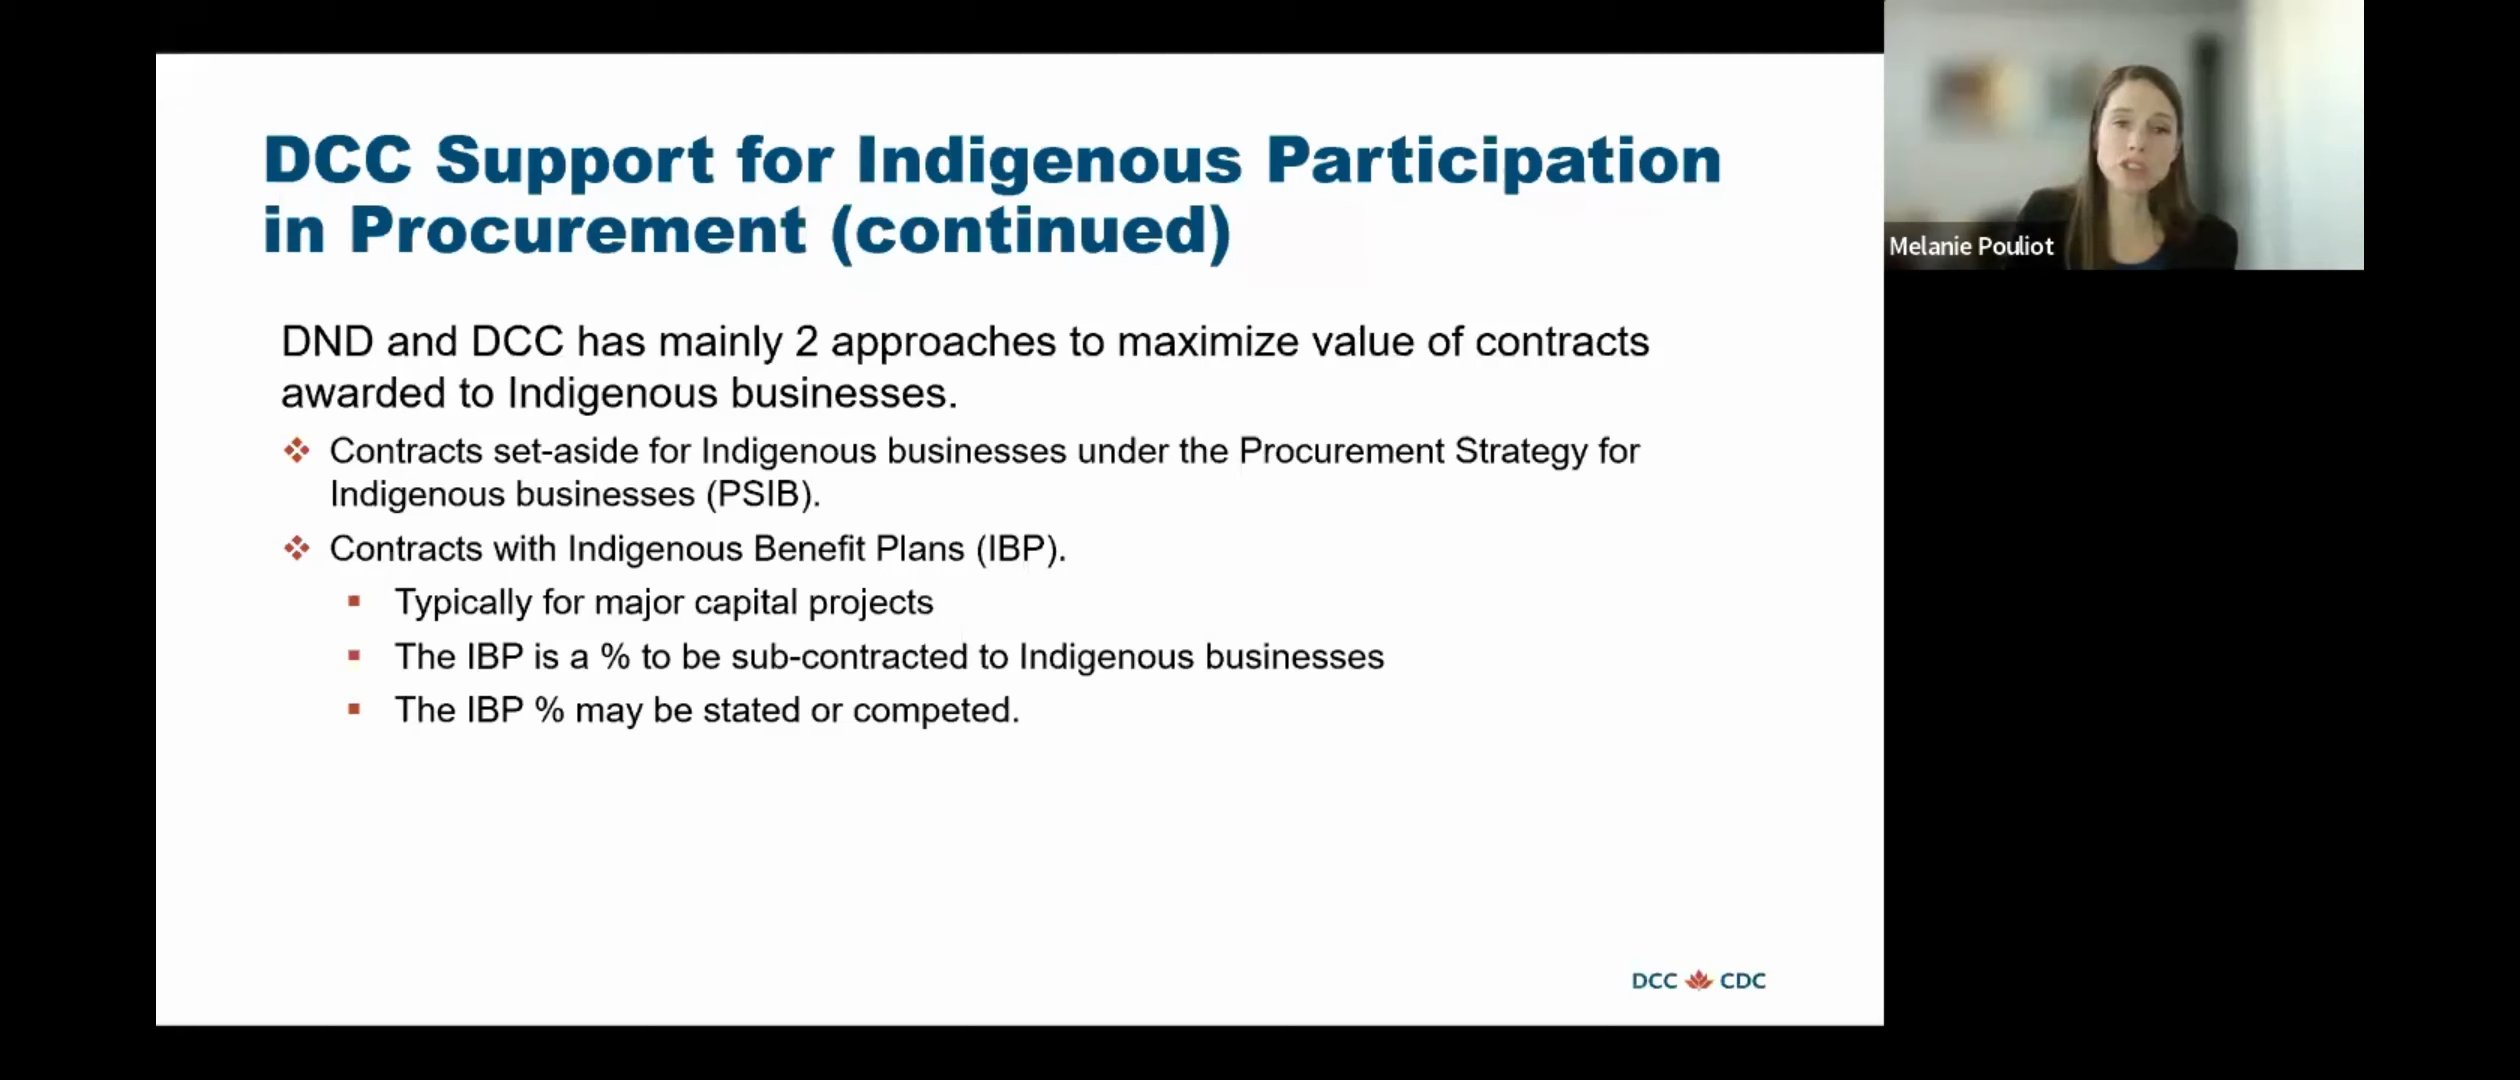 DCC Support for Indigenous Participation
in Procurement (continued)
DND and DCC has mainly 2 approaches to maximize value of contracts
awarded to Indigenous businesses.
Contracts set-aside for Indigenous businesses under the Procurement Strategy for
Indigenous businesses (PSIB).
Contracts with Indigenous Benefit Plans (IBP).
Typically for major capital projects
The IBP is a % to be sub-contracted to Indigenous businesses
The IBP % may be stated or competed.
DCC CDC
Melanie Pouliot